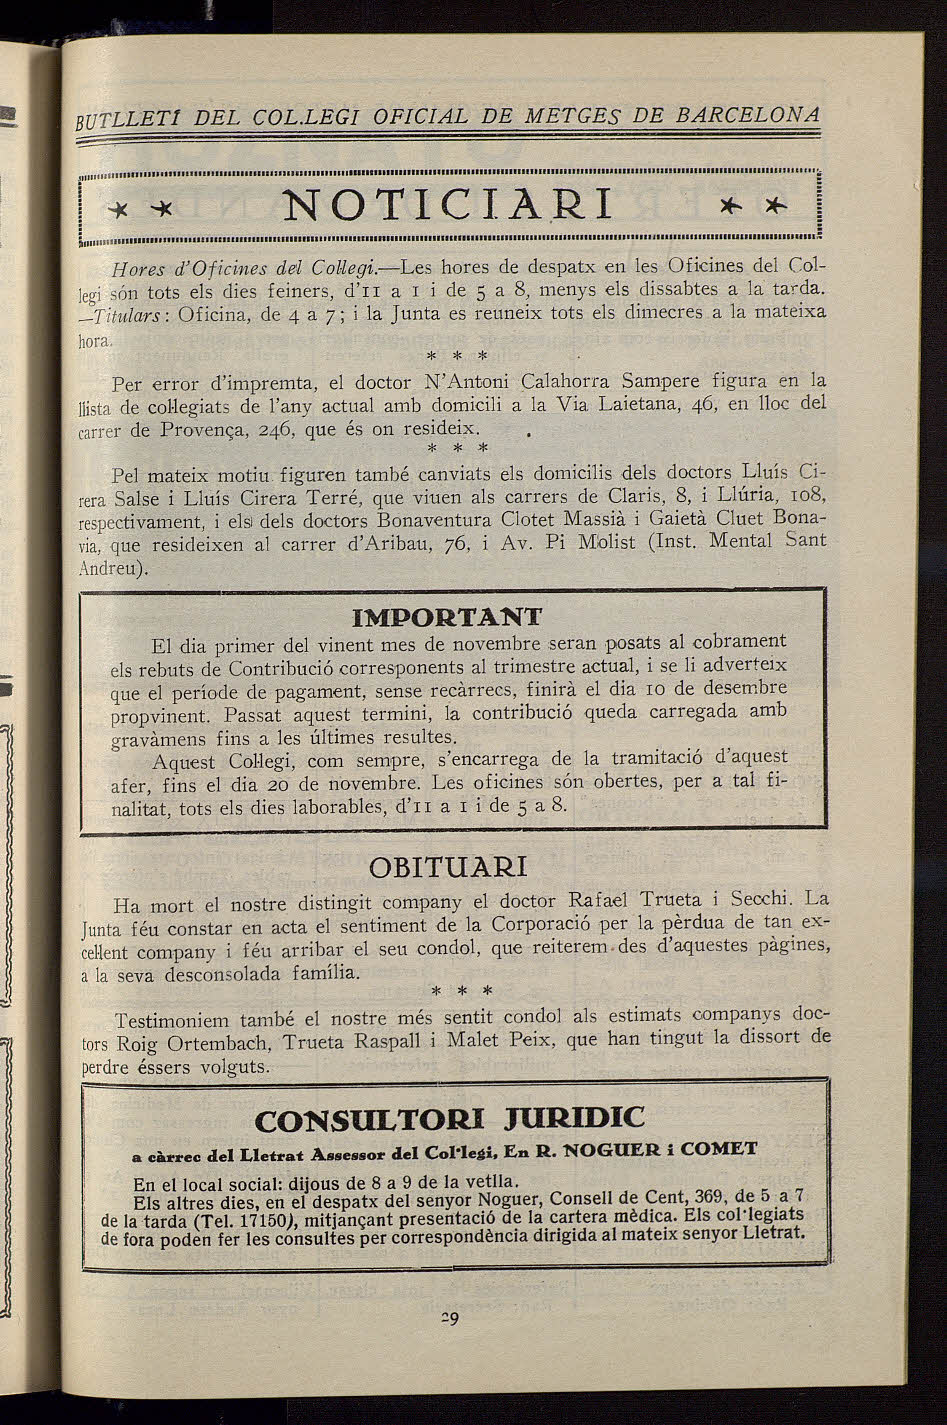 BUTLLETÍ DEL COL.LEGI OFICIAL DE METGES DE BARCELONA
NOTICIARI
Hores d'Oficines del Coŀlegi.—Les hores de despatx en les Oficines del Col-
legi són tots els dies feiners, d'11 a 1 i de 5 a 8, menys els dissabtes a la tarda.
—Titulars: Oficina, de 4 a 7; i la Junta es reuneix tots els dimecres a la mateixa
hora.
* * *
Per error d'impremta, el doctor N'Antoni Calahorra Sampere figura en la
llista de coŀlegiats de l'any actual amb domicili a la Via Laietana, 46, en lloc del
carrer de Provença, 246, que és on resideix.
* * *
Pel mateix motiu figuren també canviats els domicilis dels doctors Lluís Ci-
rera Salse i Lluís Cirera Terré, que viuen als carrers de Claris, 8, i Llúria, 108,
respectivament, i els dels doctors Bonaventura Clotet Massià i Gaietà Cluet Bona-
via, que resideixen al carrer d'Aribau, 76, i Av. Pi Molist (Inst. Mental Sant
Andreu).
IMPORTANT
El dia primer del vinent mes de novembre seran posats al cobrament
els rebuts de Contribució corresponents al trimestre actual, i se li adverteix
que el període de pagament, sense recàrrecs, finirà el dia 10 de desembre
propvinent. Passat aquest termini, la contribució queda carregada amb
gravàmens fins a les últimes resultes.
Aquest Coŀlegi, com sempre, s'encarrega de la tramitació d'aquest
afer, fins el dia 20 de novembre. Les oficines són obertes, per a tal fi-
nalitat, tots els dies laborables, d'11 a 1 i de 5 a 8.
OBITUARI
Ha mort el nostre distingit company el doctor Rafael Trueta i Secchi. La
Junta féu constar en acta el sentiment de la Corporació per la pèrdua de tan ex-
ceŀlent company i féu arribar el seu condol, que reiterem des d'aquestes pàgines,
a la seva desconsolada família.
* * *
Testimoniem també el nostre més sentit condol als estimats companys doc-
tors Roig Ortembach, Trueta Raspall i Malet Peix, que han tingut la dissort de
perdre éssers volguts.
CONSULTORI JURIDIC
a càrrec del Lletrat Assessor del Col·legi, En R. NOGUER i COMET
En el local social: dijous de 8 a 9 de la vetlla.
Els altres dies, en el despatx del senyor Noguer, Consell de Cent, 369, de 5 a 7
de la tarda (Tel. 17150), mitjançant presentació de la cartera mèdica. Els col·legiats
de fora poden fer les consultes per correspondència dirigida al mateix senyor Lletrat.
29